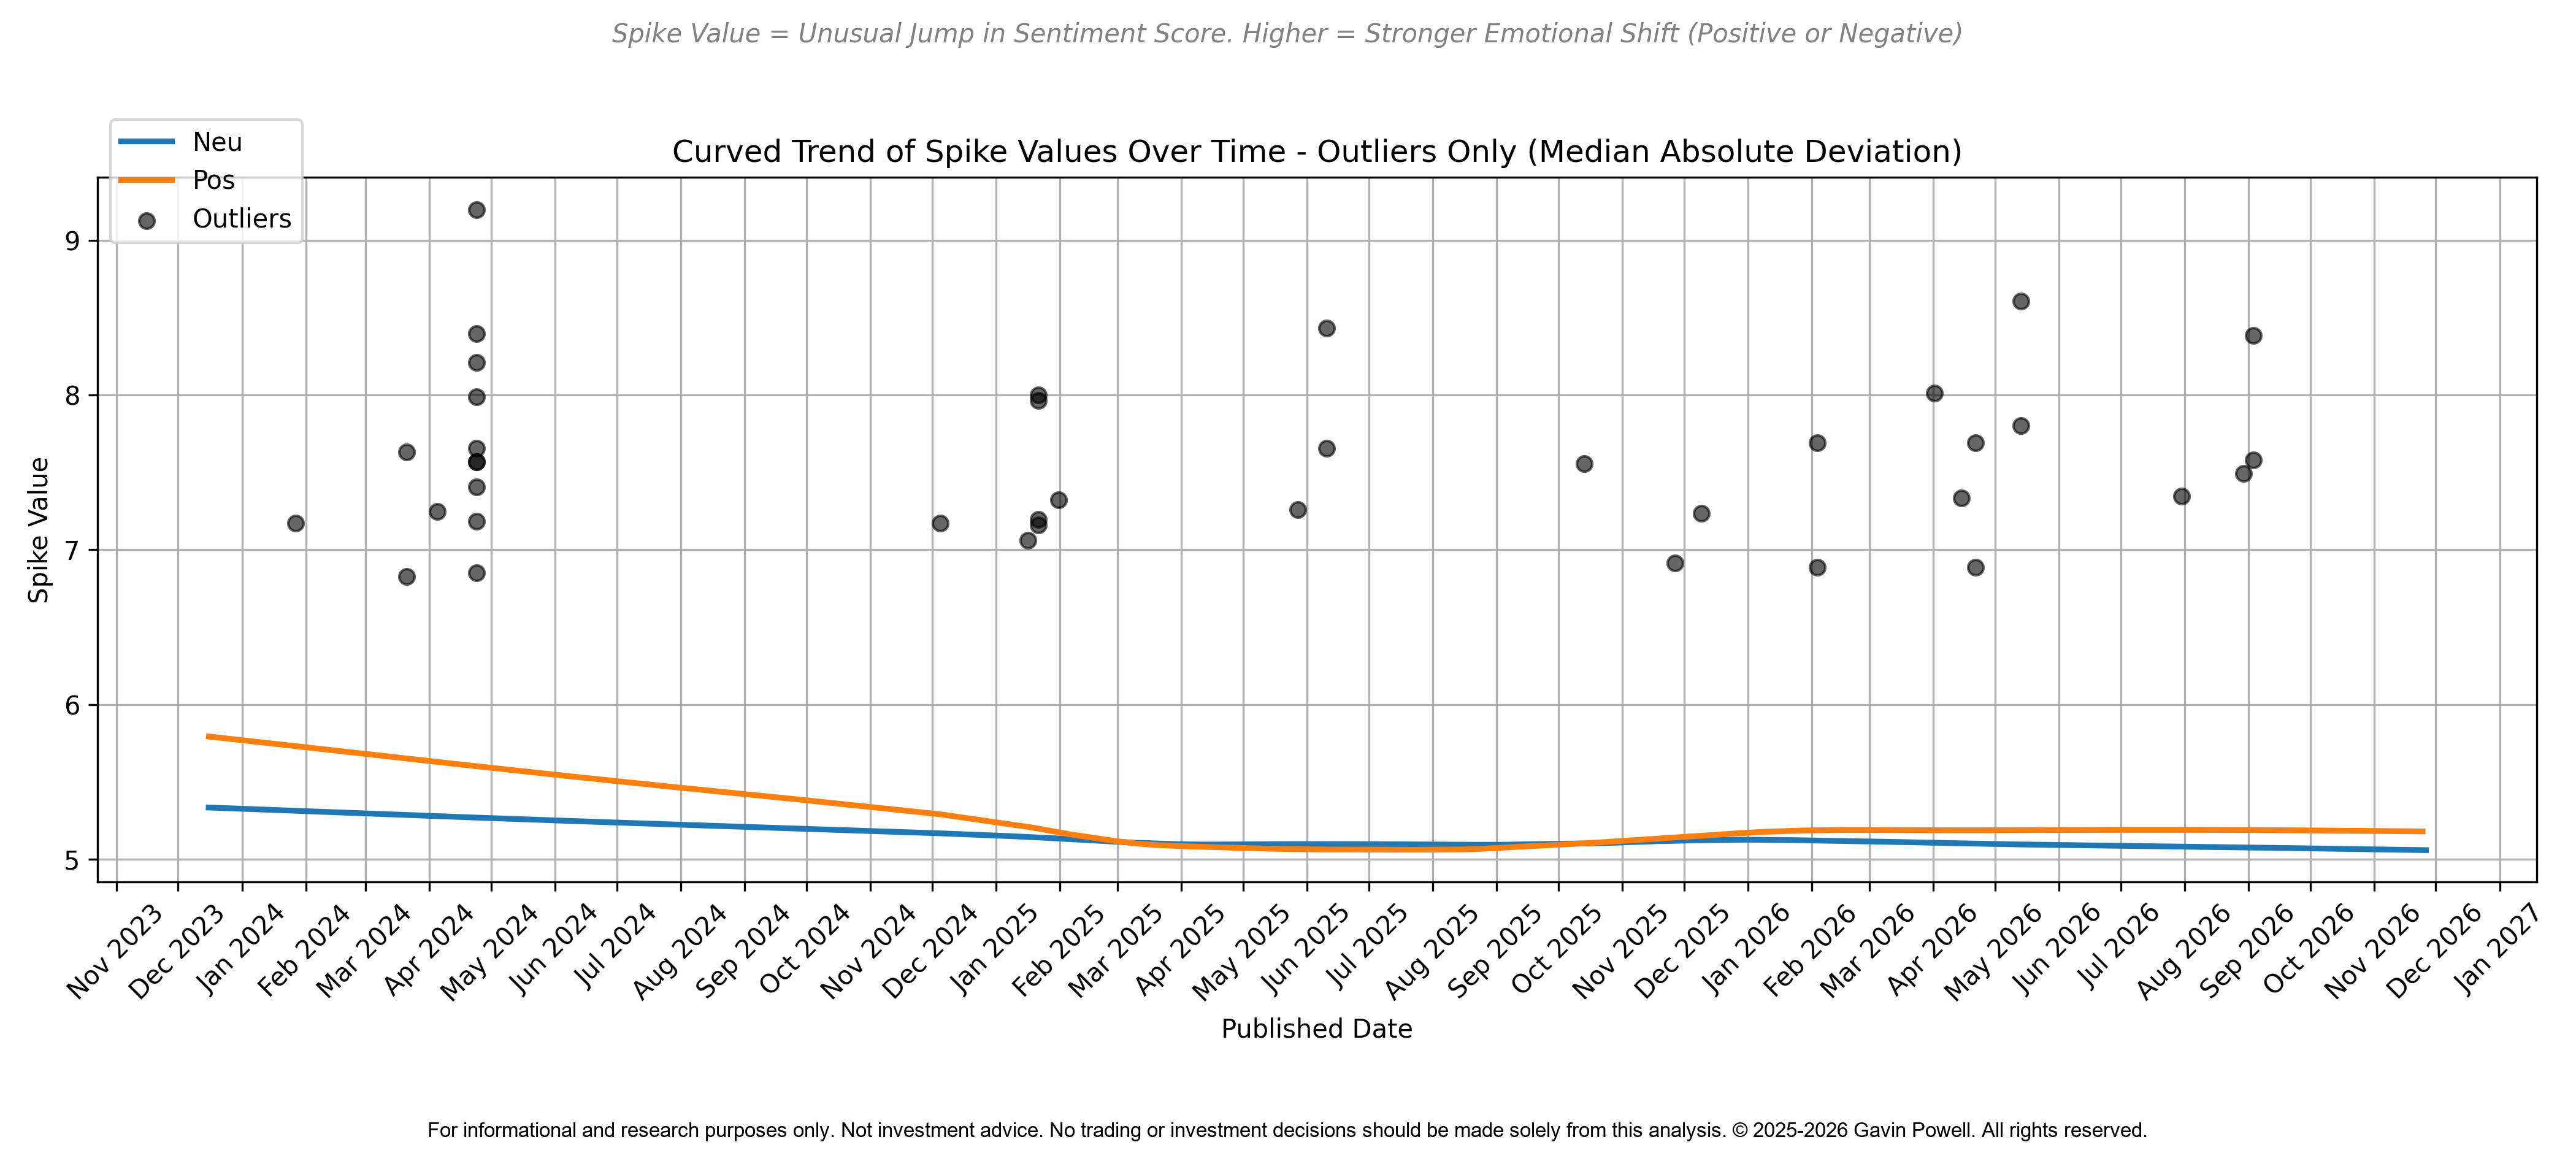 Spike Value = Unusual Jump in Sentiment Score. Higher = Stronger Emotional Shift (Positive or Negative)
Curved Trend of Spike Values Over Time - Outliers Only (Median Absolute Deviation)
Neu
Pos
Outliers
Spike Value
9
8
7
6
5
Nov 2023
Dec 2023
Jan 2024
Feb 2024
Mar 2024
Apr 2024
May 2024
Jun 2024
Jul 2024
Aug 2024
Sep 2024
Oct 2024
Nov 2024
Dec 2024
Jan 2025
Feb 2025
Mar 2025
Apr 2025
May 2025
Jun 2025
Jul 2025
Aug 2025
Sep 2025
Oct 2025
Nov 2025
Dec 2025
Jan 2026
Feb 2026
Mar 2026
Apr 2026
May 2026
Jun 2026
Jul 2026
Aug 2026
Sep 2026
Oct 2026
Nov 2026
Dec 2026
Jan 2027
Published Date
For informational and research purposes only. Not investment advice. No trading or investment decisions should be made solely from this analysis. © 2025-2026 Gavin Powell. All rights reserved.